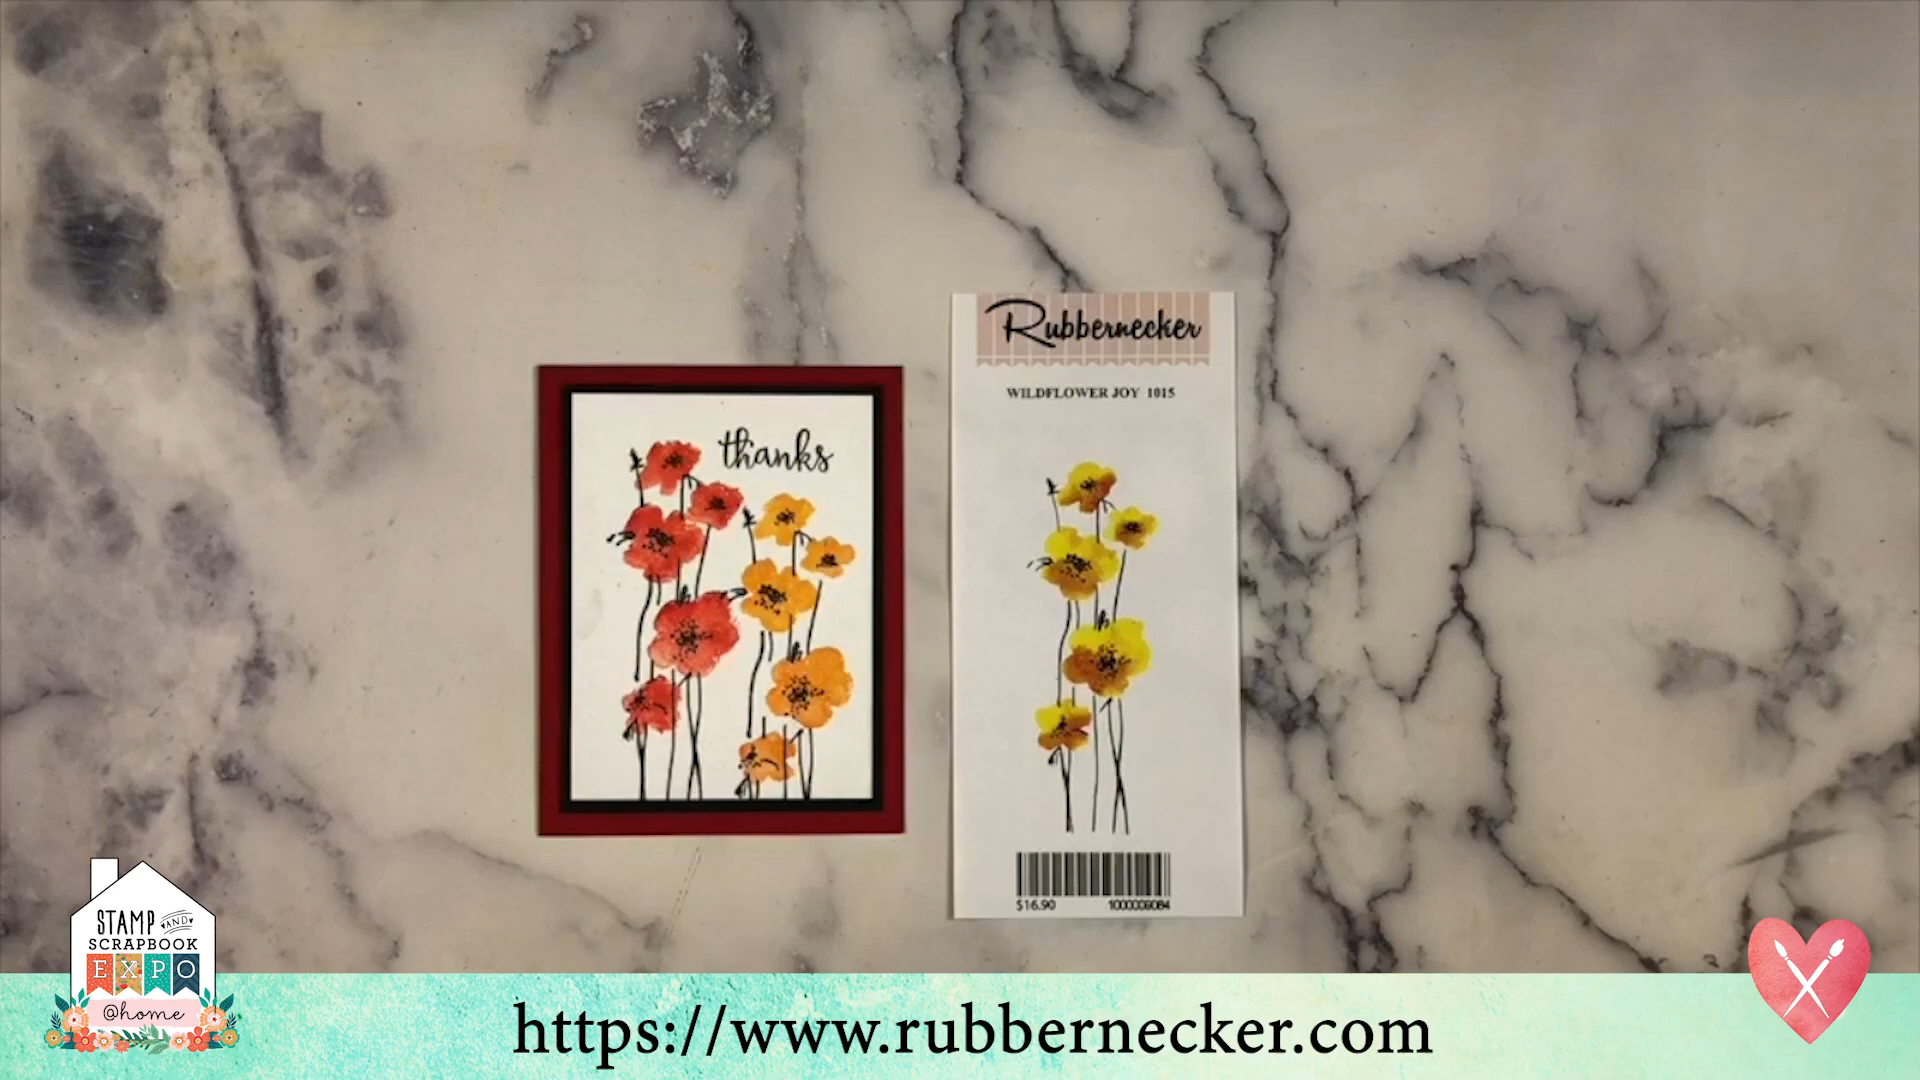 Rubbernecker
WILDFLOWER JOY 1015
thanks
$16.90 1000009084
STAMP AND
SCRAPBOOK
EXPO
@home
https://www.rubbernecker.com